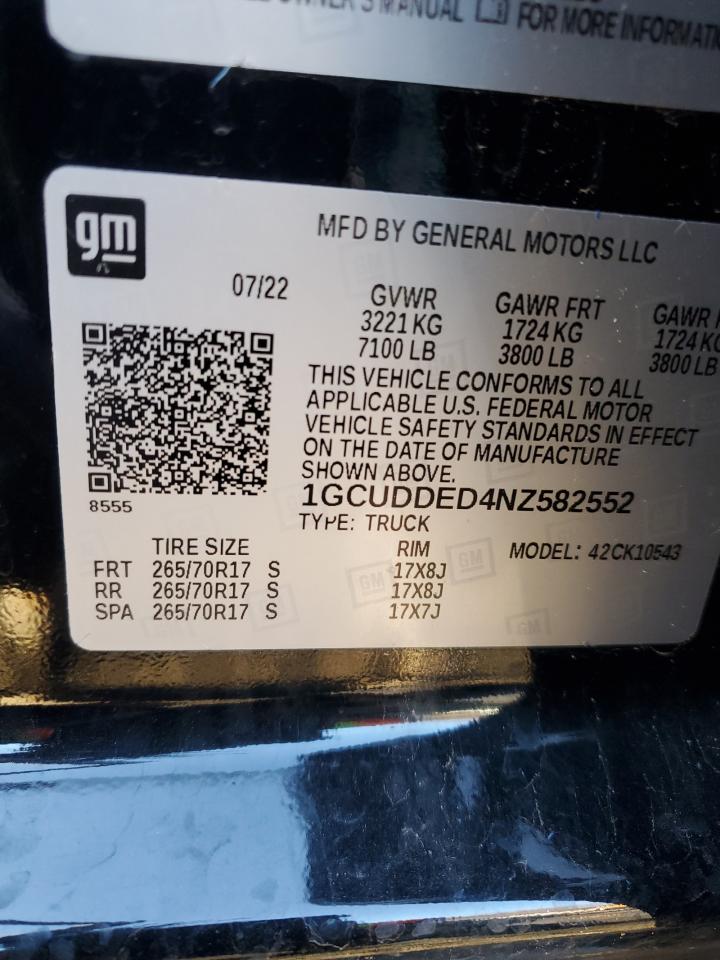 OWNER'S MANUAL FOR MORE INFORMATI
gm
MFD BY GENERAL MOTORS LLC
07/22
GVWR GAWR FRT GAWR
3221 KG 1724 KG 1724 KG
7100 LB 3800 LB 3800 LB
THIS VEHICLE CONFORMS TO ALL
APPLICABLE U.S. FEDERAL MOTOR
VEHICLE SAFETY STANDARDS IN EFFECT
ON THE DATE OF MANUFACTURE
SHOWN ABOVE.
8555
1GCUDDED4NZ582552
TYPE: TRUCK
TIRE SIZE RIM MODEL: 42CK10543
FRT 265/70R17 S 17X8J
RR 265/70R17 S 17X8J
SPA 265/70R17 S 17X7J